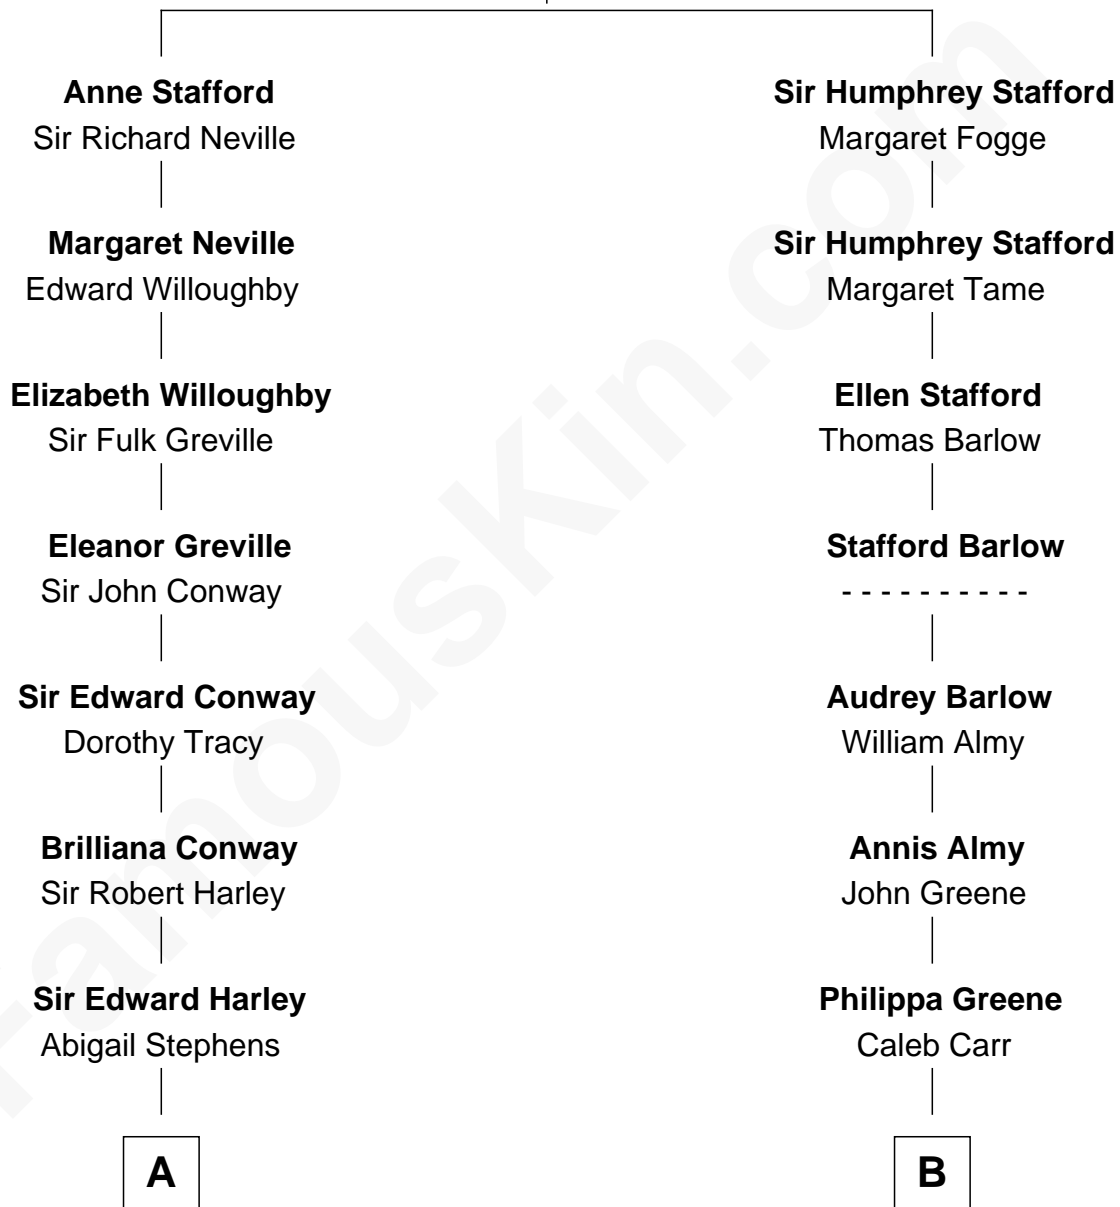 Anne Stafford
Sir Richard Neville
Margaret Neville
Edward Willoughby
Elizabeth Willoughby
Sir Fulk Greville
Eleanor Greville
Sir John Conway
Sir Edward Conway
Dorothy Tracy
Brilliana Conway
Sir Robert Harley
Sir Edward Harley
Abigail Stephens
A
Sir Humphrey Stafford
Margaret Fogge
Sir Humphrey Stafford
Margaret Tame
Ellen Stafford
Thomas Barlow
Stafford Barlow
- - - - - - - - - -
Audrey Barlow
William Almy
Annis Almy
John Greene
Philippa Greene
Caleb Carr
B
FamousKin.com